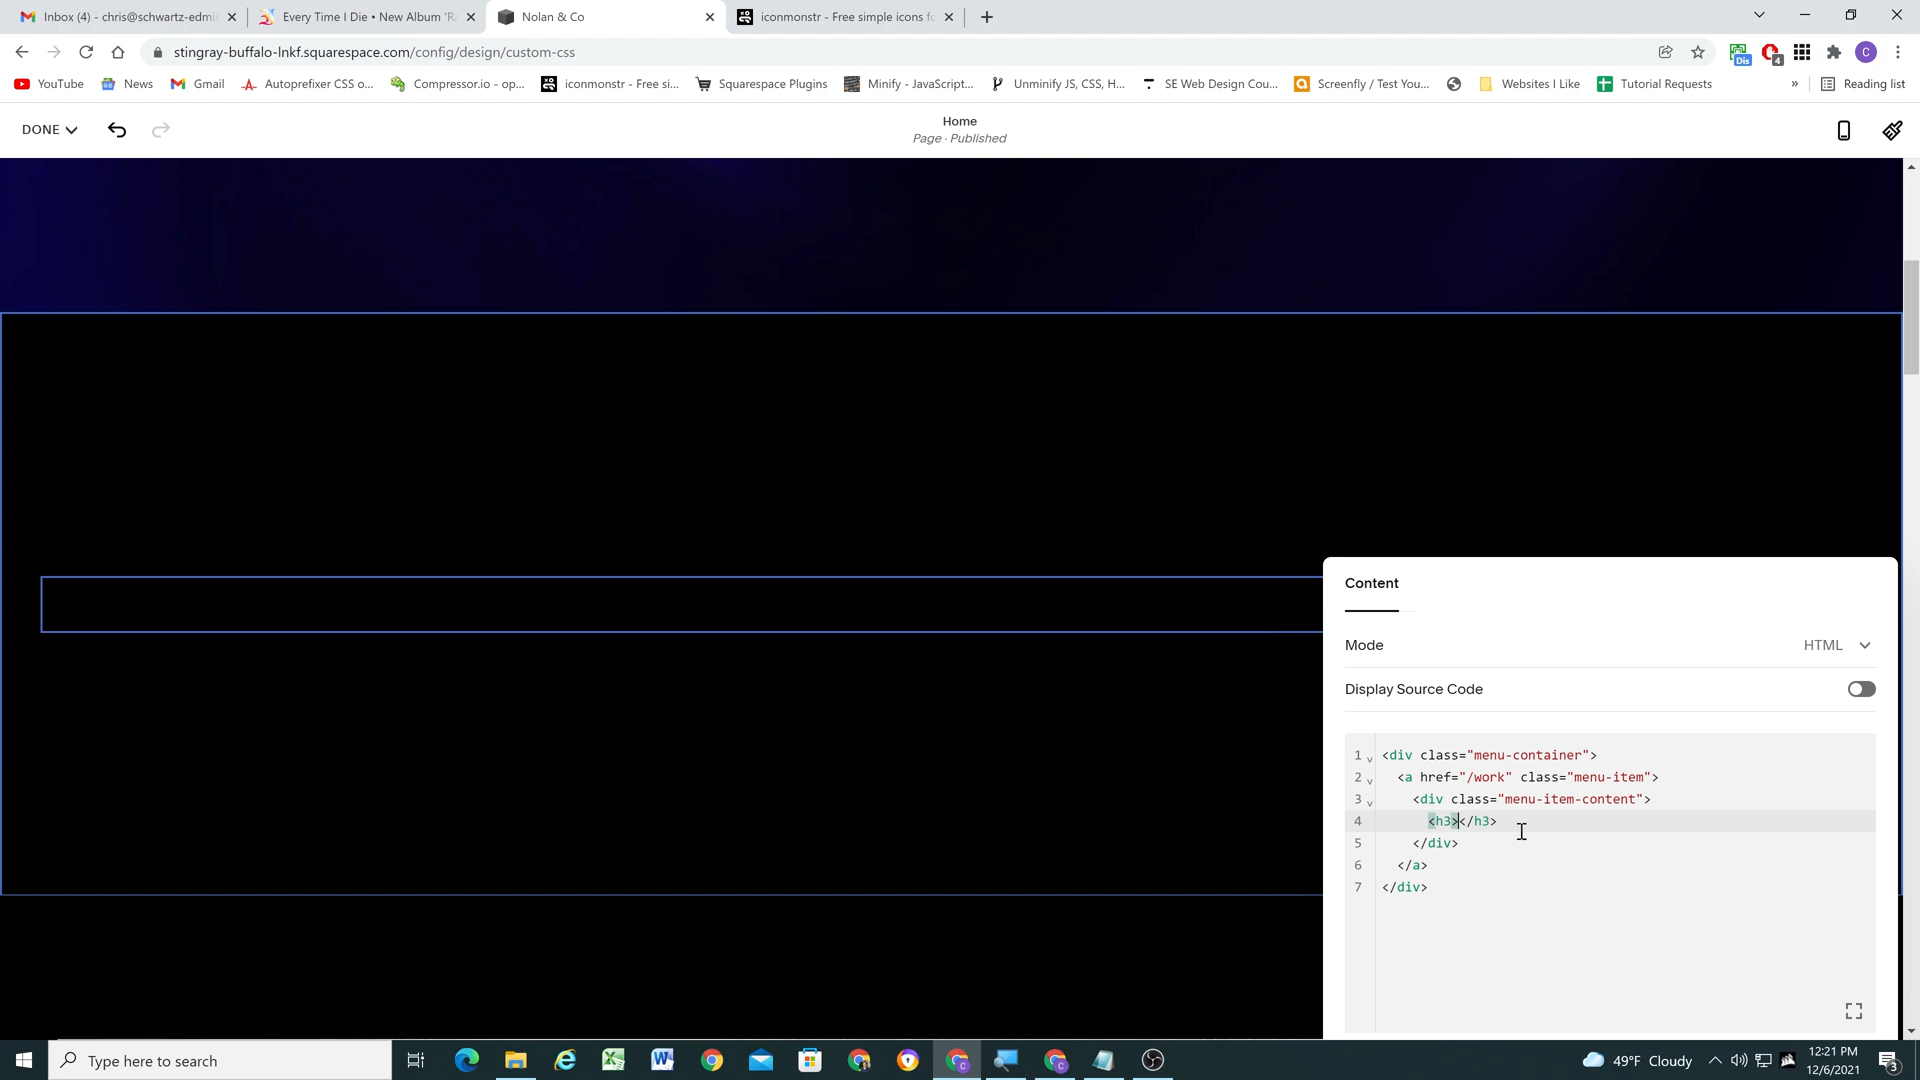 Inbox (4) - chris@schwartz-edmi
Every Time I Die • New Album 'Ra
Nolan & Co
iconmonstr - Free simple icons fo
stingray-buffalo-lnkf.squarespace.com/config/design/custom-css
Dis
4
C
YouTube
News
Gmail
Autoprefixer CSS o...
Compressor.io - op...
iconmonstr - Free si...
Squarespace Plugins
Minify - JavaScript...
Unminify JS, CSS, H...
SE Web Design Cou...
Screenfly / Test You...
Websites I Like
Tutorial Requests
»
Reading list
DONE
Home
Page · Published
Content
Mode
HTML
Display Source Code
1 <div class="menu-container">
2 <a href="/work" class="menu-item">
3 <div class="menu-item-content">
4 <h3></h3>
5 </div>
6 </a>
7 </div>
Type here to search
49°F Cloudy
12:21 PM
12/6/2021
3